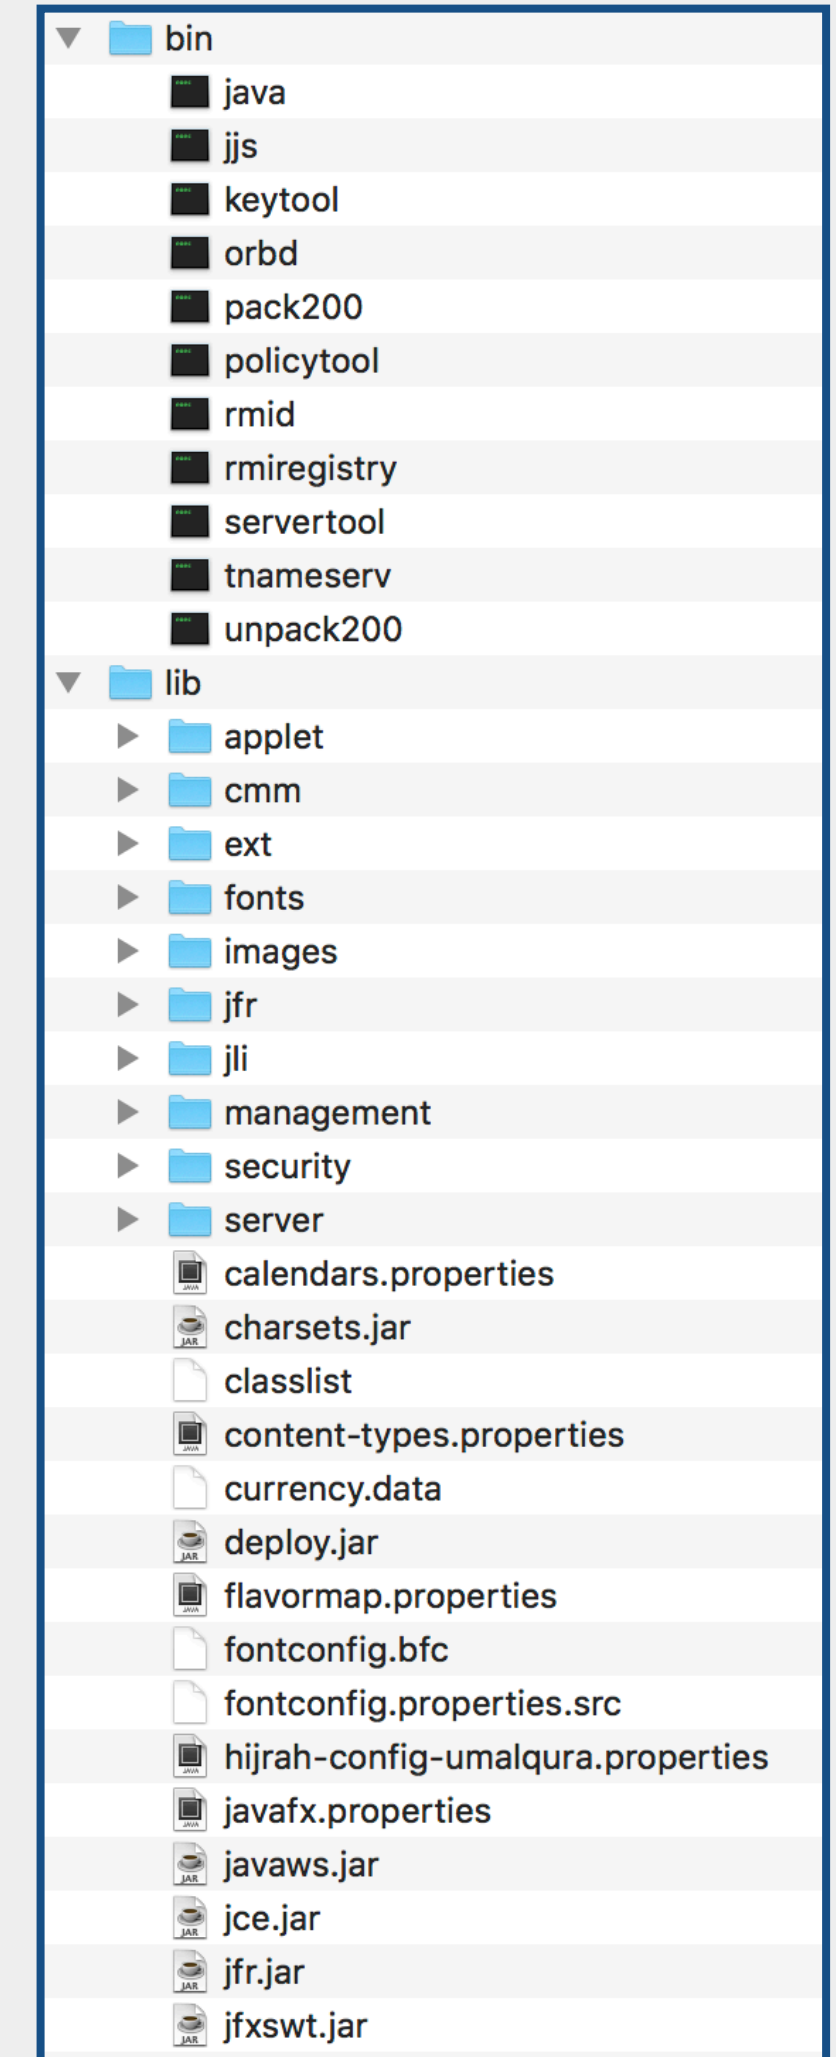 bin
java
jjs
keytool
orbd
pack200
policytool
rmid
rmiregistry
servertool
tnameserv
unpack200
lib
applet
cmm
ext
fonts
images
jfr
jli
management
security
server
calendars.properties
charsets.jar
classlist
content-types.properties
currency.data
deploy.jar
flavormap.properties
fontconfig.bfc
fontconfig.properties.src
hijrah-config-umalqura.properties
javafx.properties
javaws.jar
jce.jar
jfr.jar
jfxswt.jar